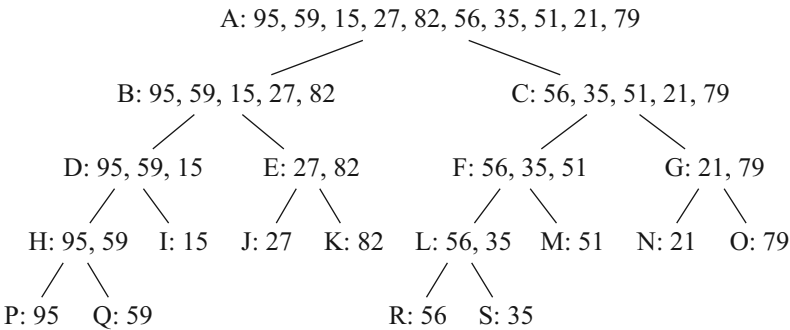 A: 95, 59, 15, 27, 82, 56, 35, 51, 21, 79
B: 95, 59, 15, 27, 82
C: 56, 35, 51, 21, 79
D: 95, 59, 15
E: 27, 82
F: 56, 35, 51
G: 21, 79
H: 95, 59
I: 15
J: 27
K: 82
L: 56, 35
M: 51
N: 21
O: 79
P: 95
Q: 59
R: 56
S: 35